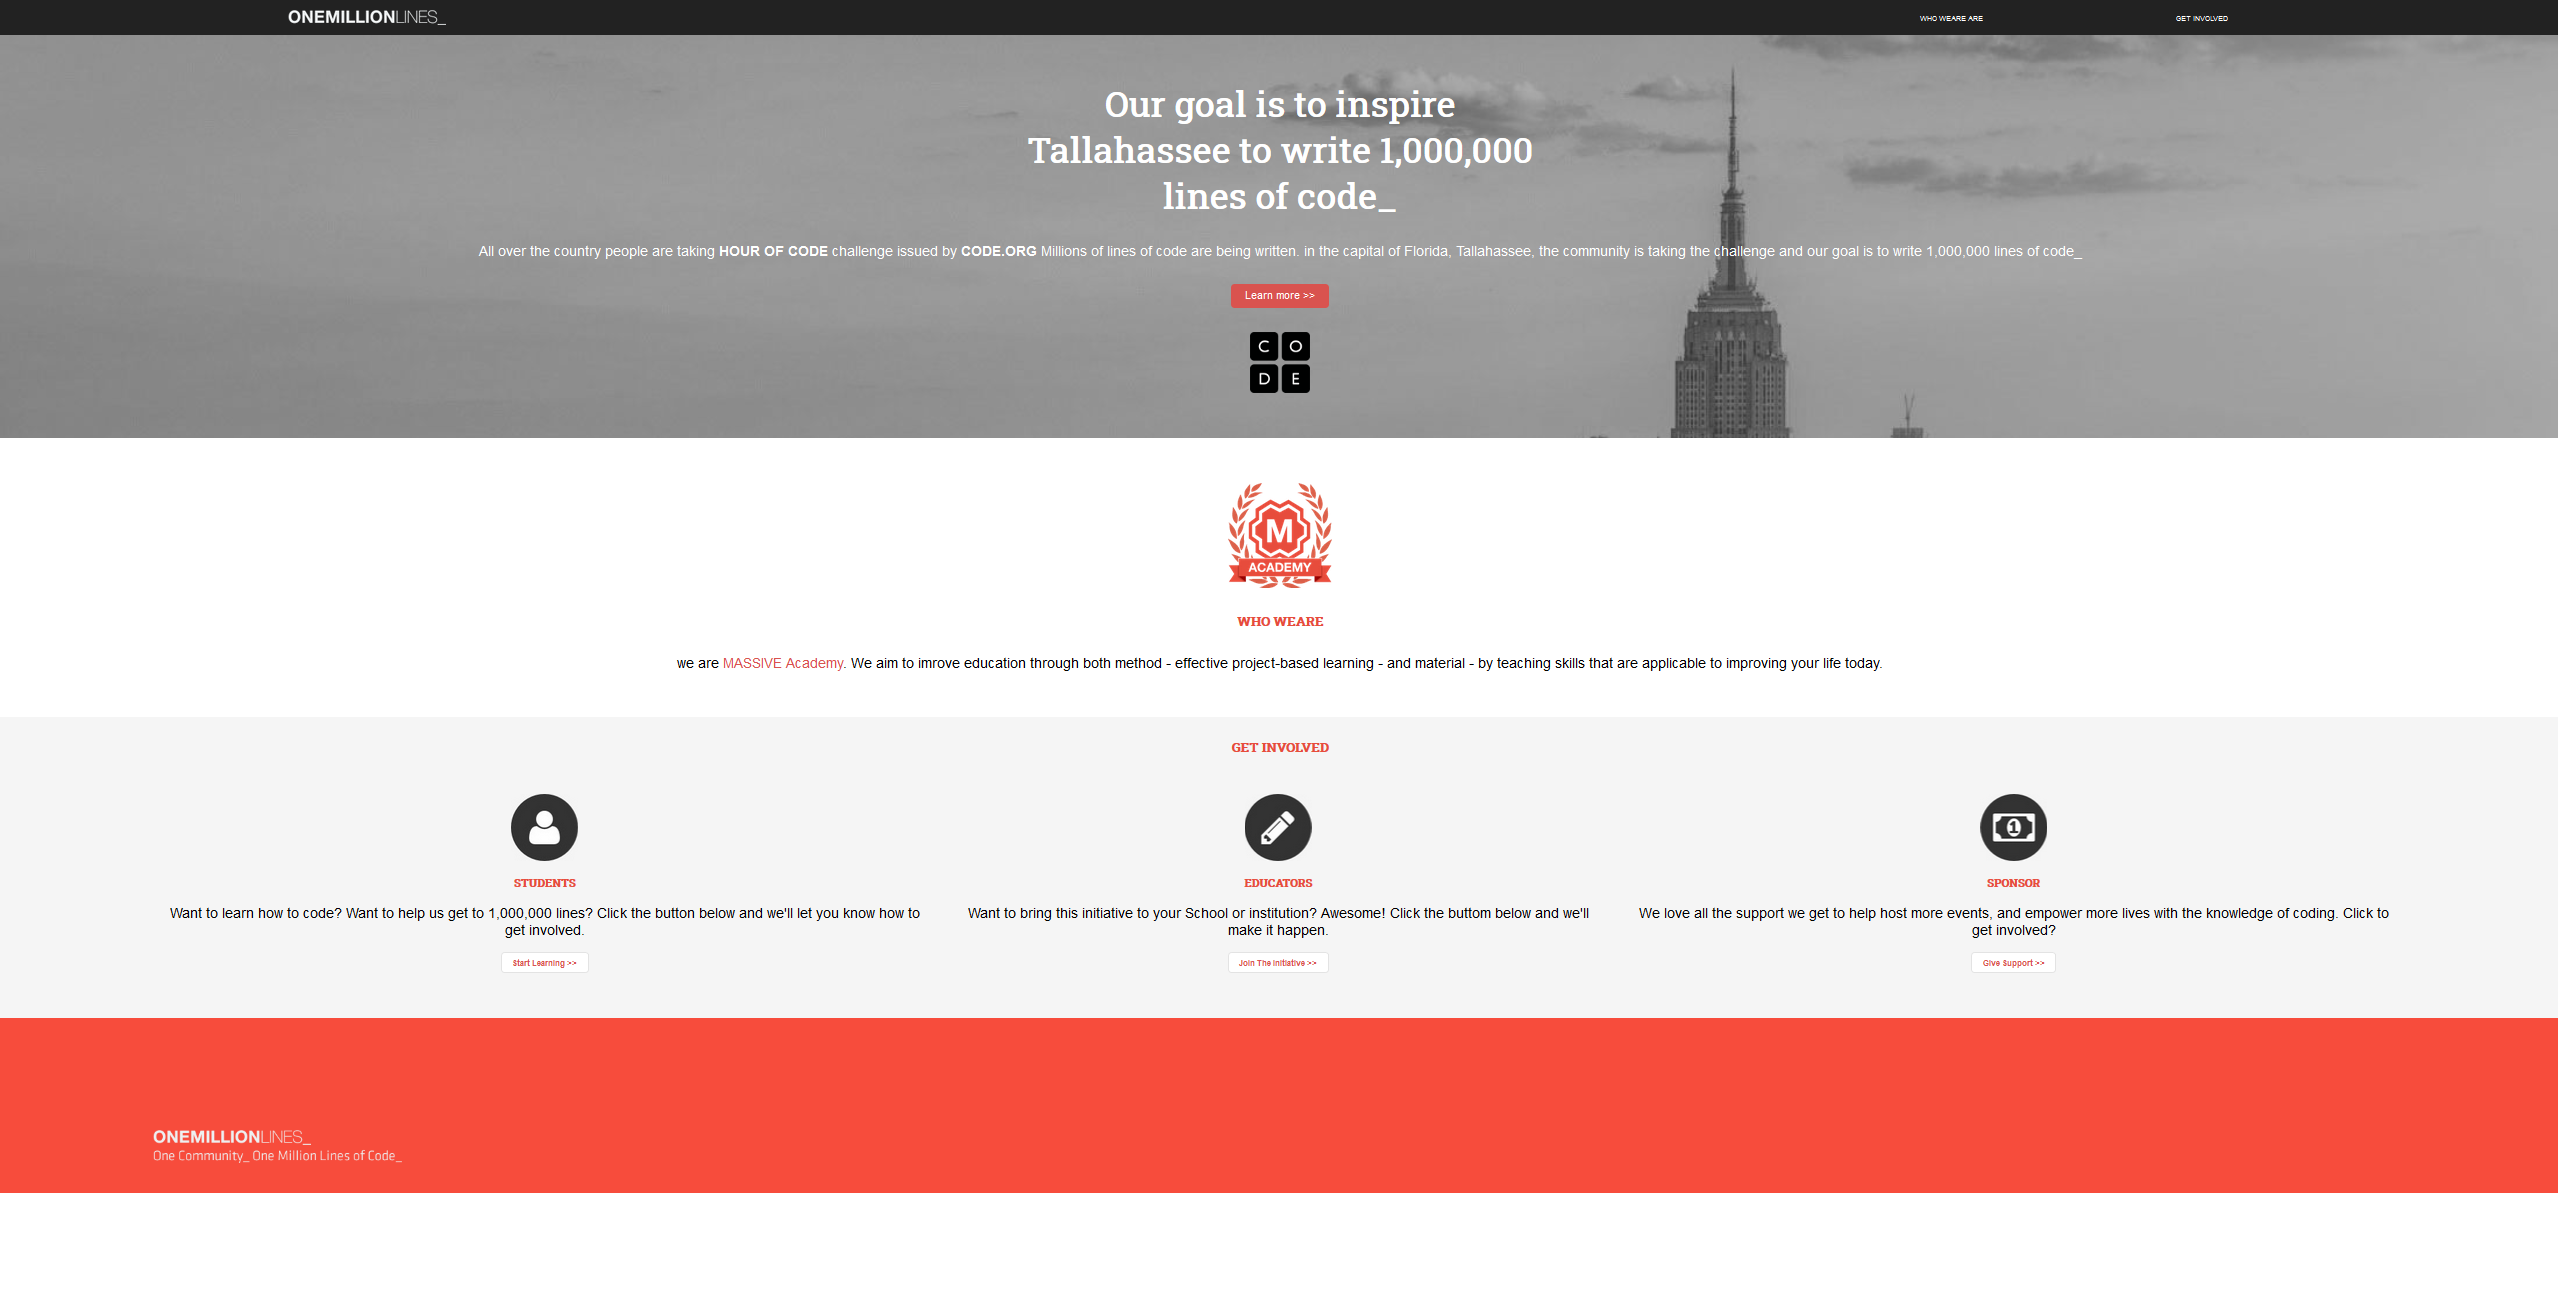 ONEMILLIONLINES_
WHO WEARE ARE
GET INVOLVED
Our goal is to inspire
Tallahassee to write 1,000,000
lines of code_
All over the country people are taking HOUR OF CODE challenge issued by CODE.ORG Millions of lines of code are being written. in the capital of Florida, Tallahassee, the community is taking the challenge and our goal is to write 1,000,000 lines of code_
Learn more >>
C O
D E
M
ACADEMY
WHO WEARE
we are MASSIVE Academy. We aim to imrove education through both method - effective project-based learning - and material - by teaching skills that are applicable to improving your life today.
GET INVOLVED
STUDENTS
Want to learn how to code? Want to help us get to 1,000,000 lines? Click the button below and we'll let you know how to
get involved.
Start Learning >>
EDUCATORS
Want to bring this initiative to your School or institution? Awesome! Click the buttom below and we'll
make it happen.
Join The Initiative >>
1
SPONSOR
We love all the support we get to help host more events, and empower more lives with the knowledge of coding. Click to
get involved?
Give Support >>
ONEMILLIONLINES_
One Community_ One Million Lines of Code_